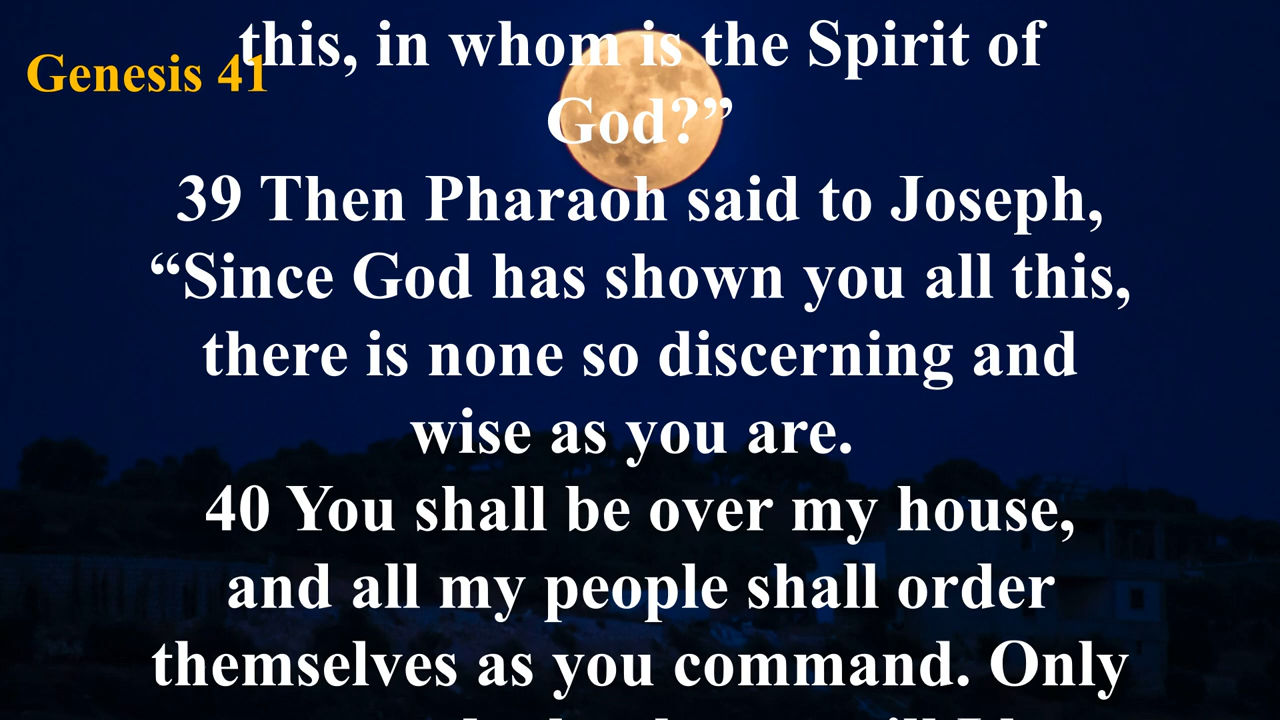 this, in whom is the Spirit of
Genesis 41
God?”
39 Then Pharaoh said to Joseph,
“Since God has shown you all this,
there is none so discerning and
wise as you are.
40 You shall be over my house,
and all my people shall order
themselves as you command. Only